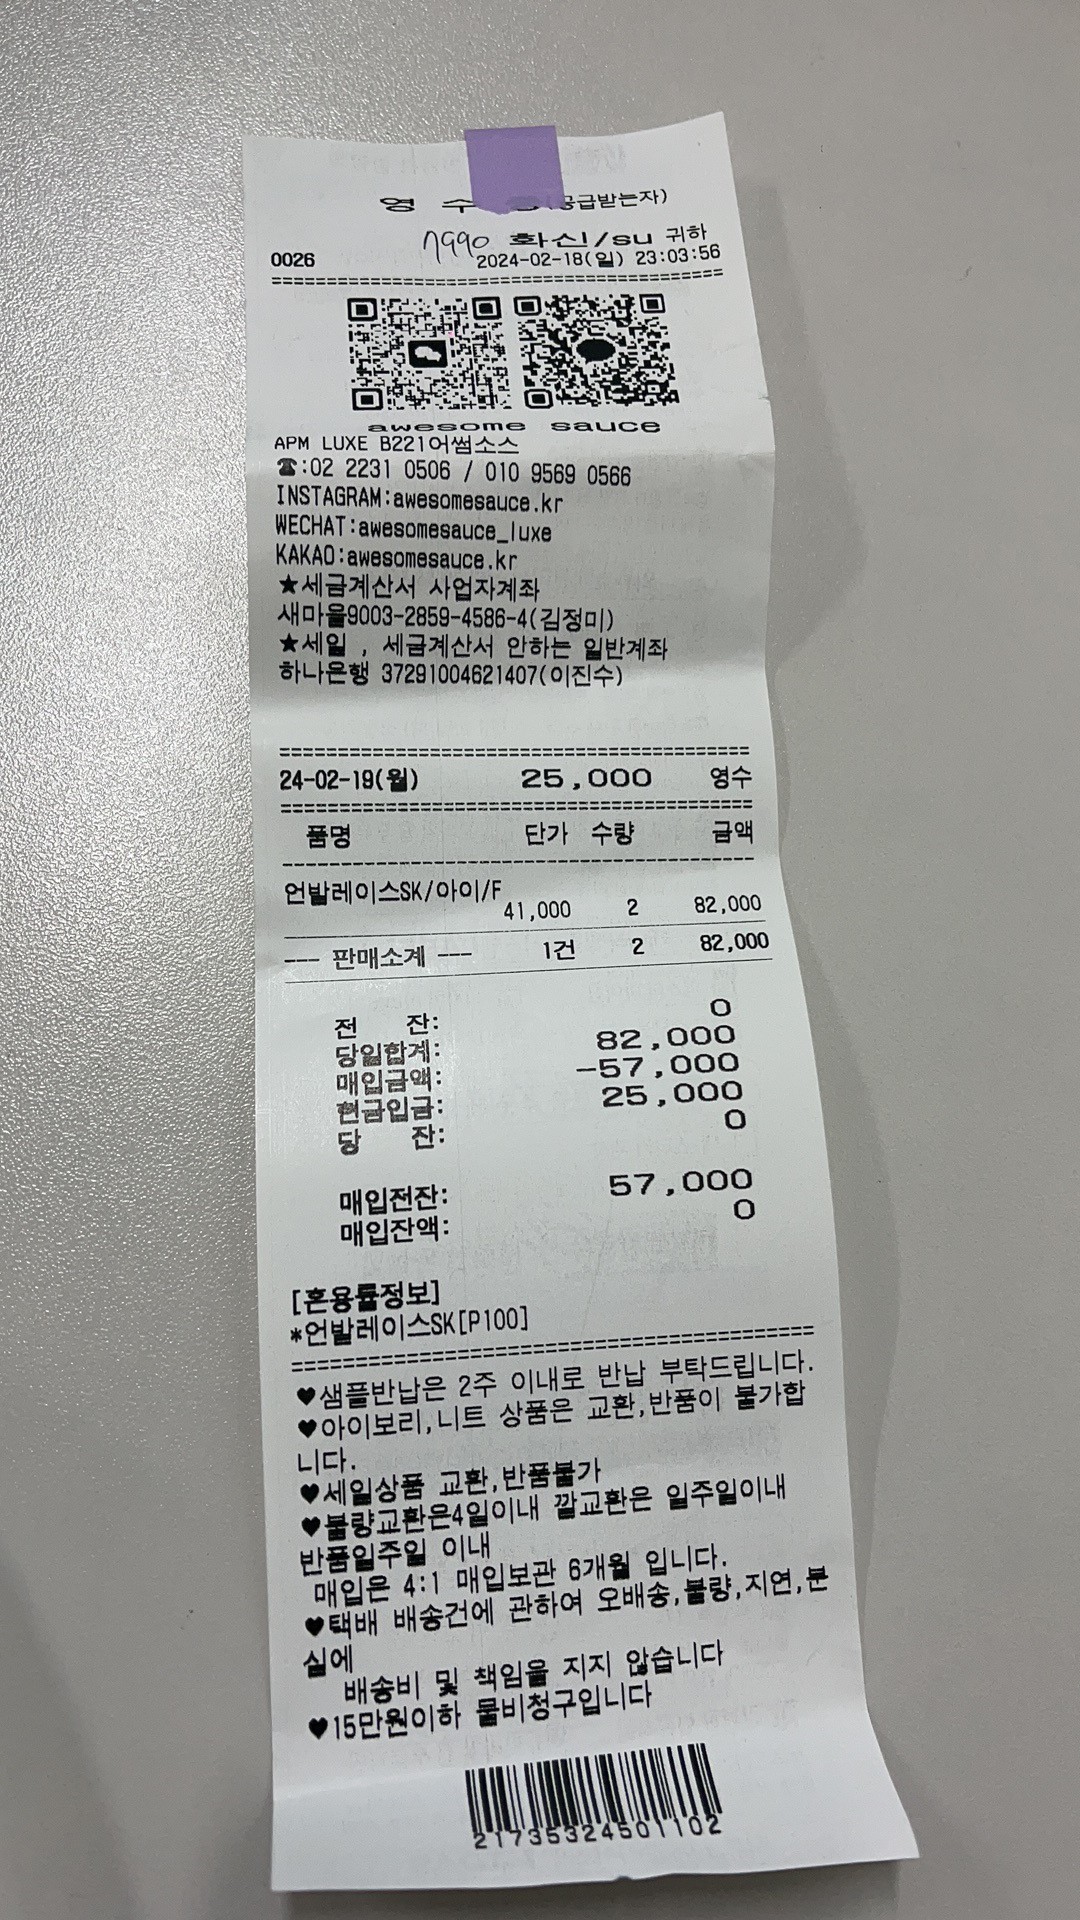 영 수 (공급받는자)
7990 화신/su 귀하
0026 2024-02-18(일) 23:03:56
awesome sauce
APM LUXE B221어썸소스
☎:02 2231 0506 / 010 9569 0566
INSTAGRAM:awesomesauce.kr
WECHAT:awesomesauce_luxe
KAKAO:awesomesauce.kr
★세금계산서 사업자계좌
새마을9003-2859-4586-4(김정미)
★세일 , 세금계산서 안하는 일반계좌
하나은행 37291004621407(이진수)
24-02-19(월) 25,000 영수
품명 단가 수량 금액
언발레이스SK/아이/F
41,000 2 82,000
--- 판매소계 --- 1건 2 82,000
전 잔: 0
당일합계: 82,000
매입금액: -57,000
현금입금: 25,000
당 잔: 0
매입전잔: 57,000
매입잔액: 0
[혼용률정보]
*언발레이스SK[P100]
♥샘플반납은 2주 이내로 반납 부탁드립니다.
♥아이보리,니트 상품은 교환,반품이 불가합
니다.
♥세일상품 교환,반품불가
♥불량교환은4일이내 깔교환은 일주일이내
반품일주일 이내
매입은 4:1 매입보관 6개월 입니다.
♥택배 배송건에 관하여 오배송,불량,지연,분
실에
배송비 및 책임을 지지 않습니다
♥15만원이하 물비청구입니다
21735324501102